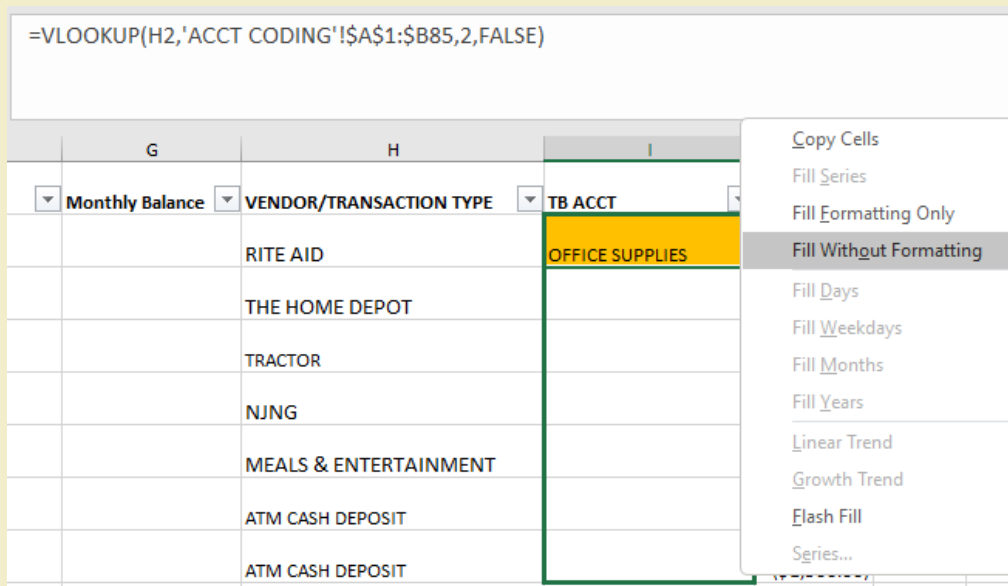 =VLOOKUP(H2,'ACCT CODING'!$A$1:$B85,2,FALSE)
G H I
Monthly Balance VENDOR/TRANSACTION TYPE TB ACCT
RITE AID OFFICE SUPPLIES
THE HOME DEPOT
TRACTOR
NJNG
MEALS & ENTERTAINMENT
ATM CASH DEPOSIT
ATM CASH DEPOSIT
Copy Cells
Fill Series
Fill Formatting Only
Fill Without Formatting
Fill Days
Fill Weekdays
Fill Months
Fill Years
Linear Trend
Growth Trend
Flash Fill
Series...